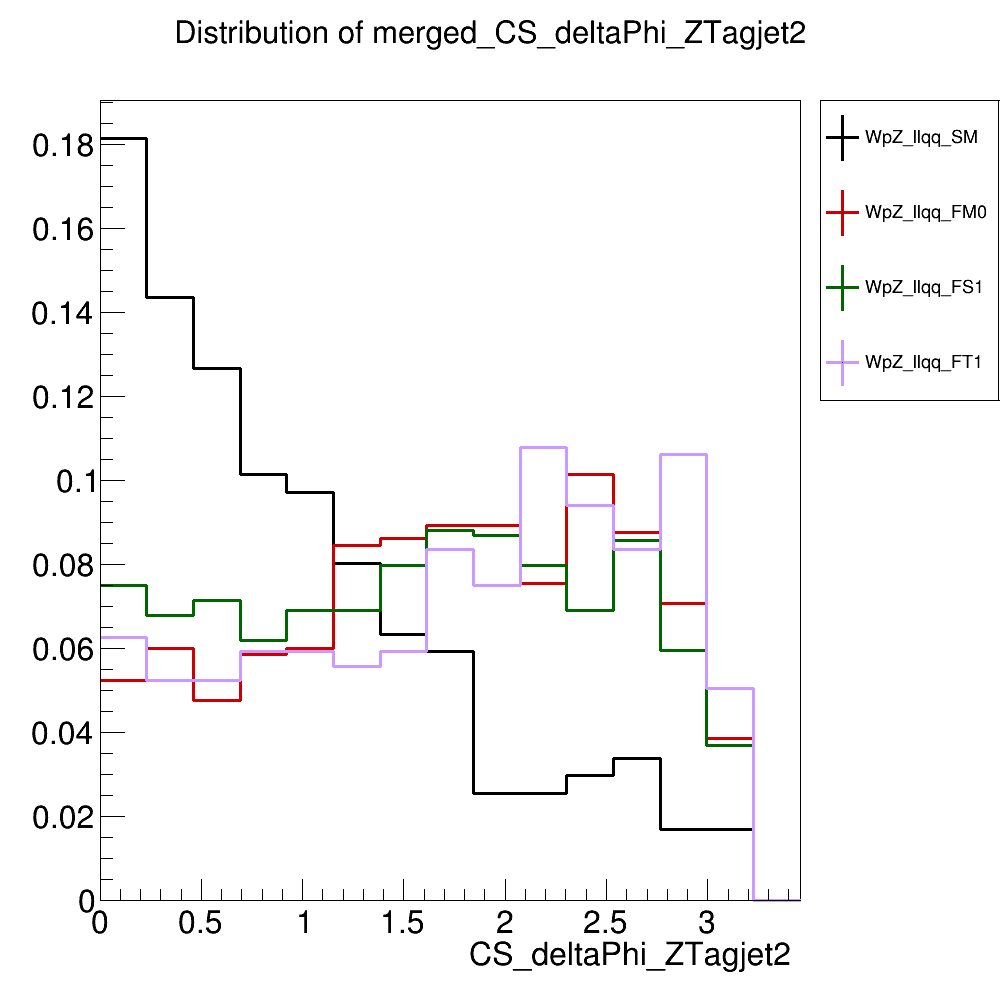 Distribution of merged_CS_deltaPhi_ZTagjet2
WpZ_llqq_SM
WpZ_llqq_FM0
WpZ_llqq_FS1
WpZ_llqq_FT1
0.18
0.16
0.14
0.12
0.1
0.08
0.06
0.04
0.02
0
0 0.5 1 1.5 2 2.5 3
CS_deltaPhi_ZTagjet2